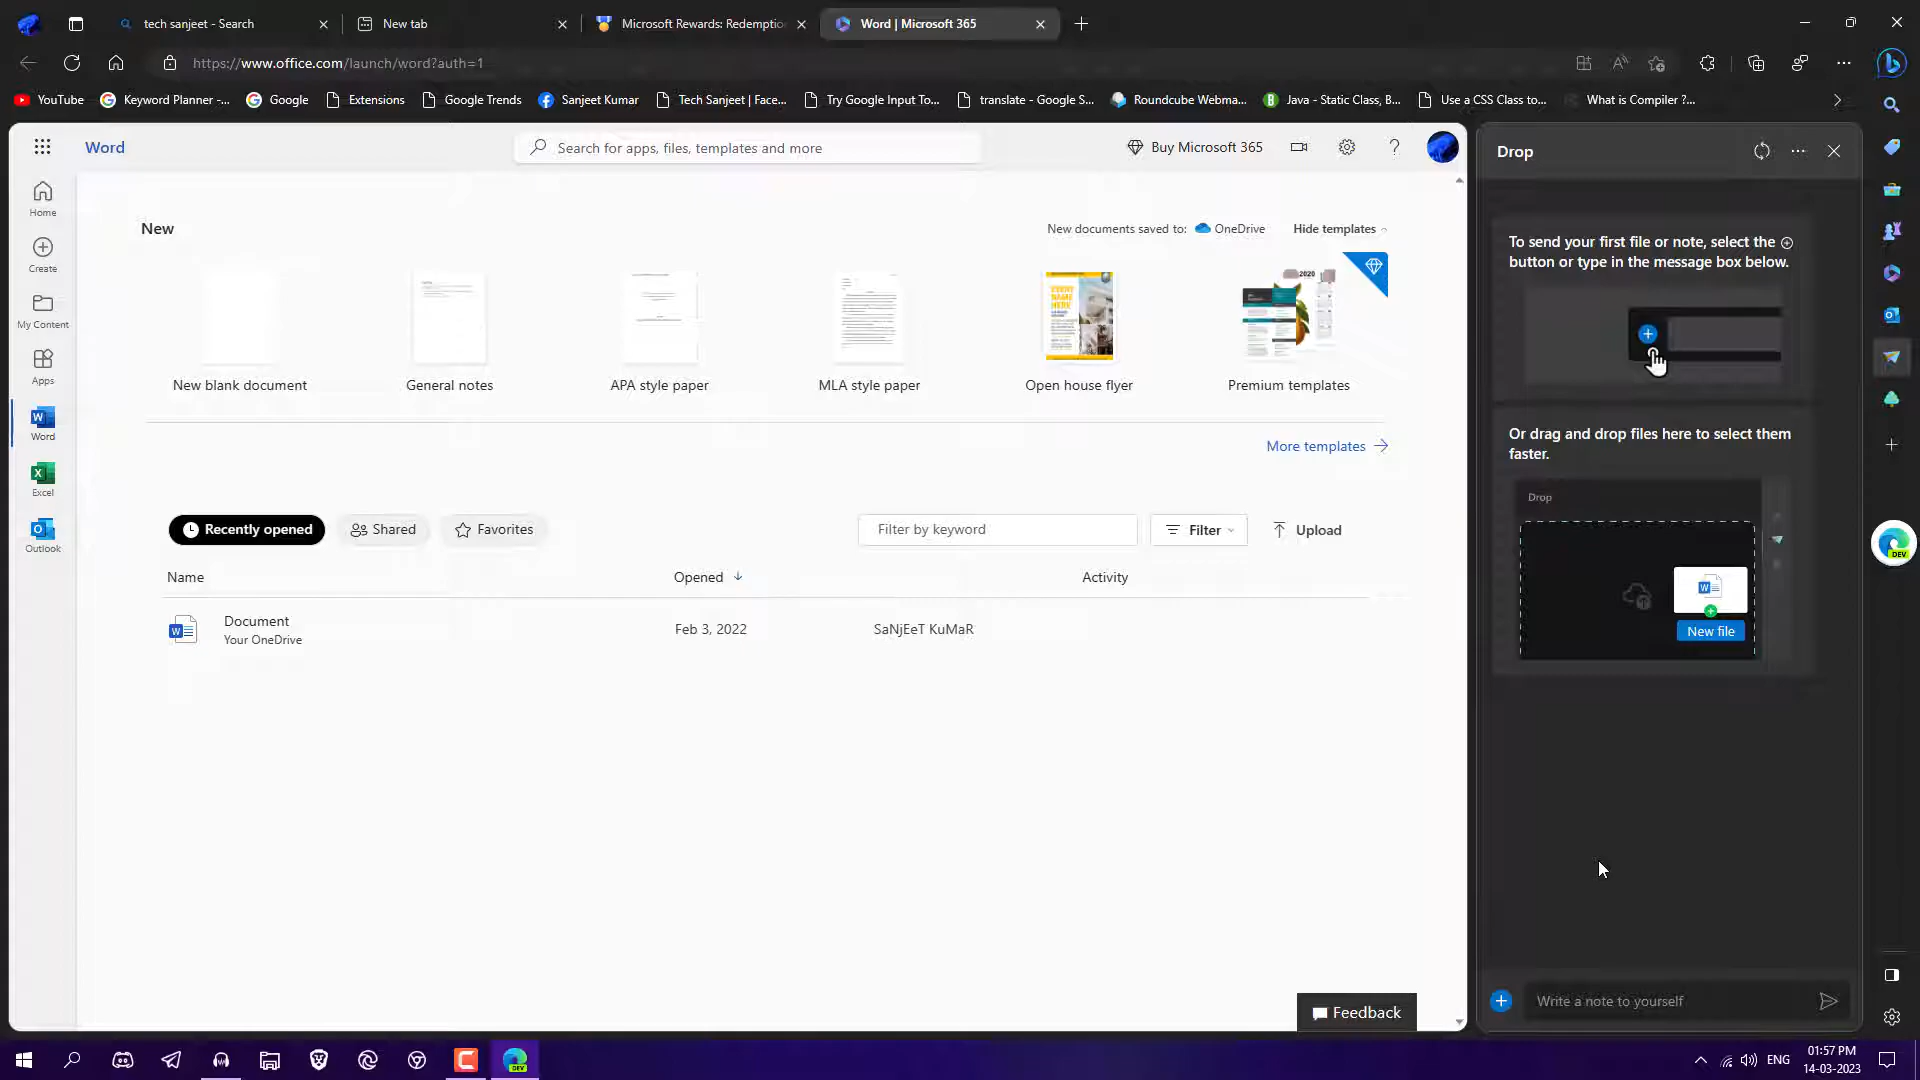 tech sanjeet - Search
New tab
Microsoft Rewards: Redemptio
Word | Microsoft 365
https://www.office.com/launch/word?auth=1
YouTube
Keyword Planner -...
Google
Extensions
Google Trends
Sanjeet Kumar
Tech Sanjeet | Face...
Try Google Input To...
translate - Google S...
Roundcube Webma...
Java - Static Class, B...
Use a CSS Class to...
What is Compiler ?...
Word
Search for apps, files, templates and more
Buy Microsoft 365
Home
Create
My Content
Apps
Word
Excel
Outlook
New
New documents saved to: OneDrive
Hide templates
New blank document
General notes
APA style paper
MLA style paper
EVENT
NAME
HERE
Open house flyer
2020
Premium templates
More templates
Recently opened
Shared
Favorites
Filter by keyword
Filter
Upload
Name
Opened
Activity
Document
Your OneDrive
Feb 3, 2022
SaNjEeT KuMaR
Feedback
Drop
To send your first file or note, select the
button or type in the message box below.
Or drag and drop files here to select them
faster.
Drop
New file
Write a note to yourself
DEV
DEV
ENG
01:57 PM
14-03-2023